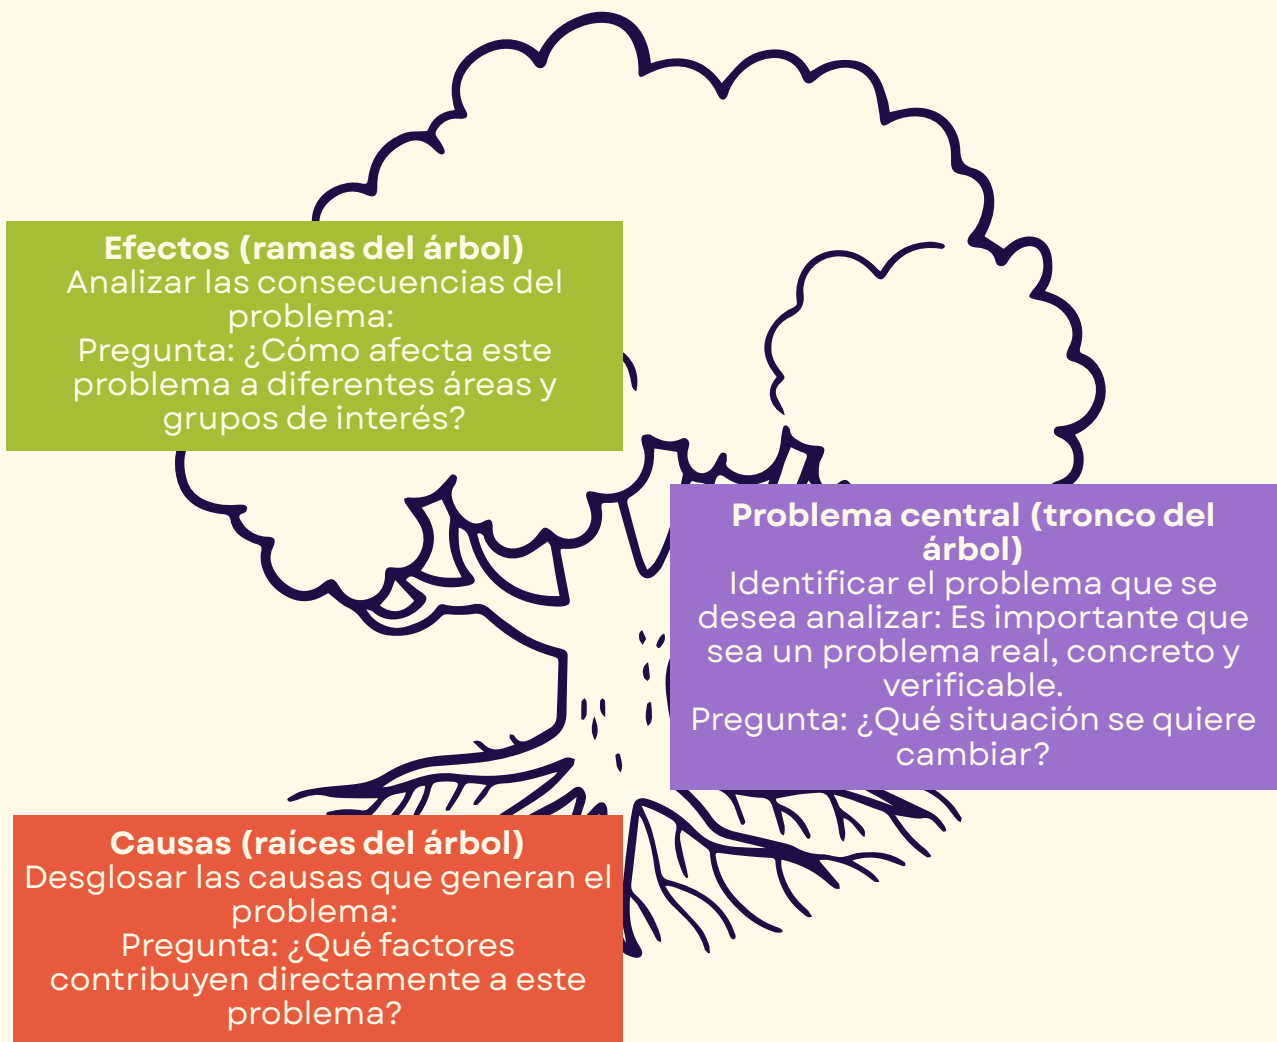 Efectos (ramas del árbol)
Analizar las consecuencias del
problema:
Pregunta: ¿Cómo afecta este
problema a diferentes áreas y
grupos de interés?
Problema central (tronco del
árbol)
Identificar el problema que se
desea analizar: Es importante que
sea un problema real, concreto y
verificable.
Pregunta: ¿Qué situación se quiere
cambiar?
Causas (raíces del árbol)
Desglosar las causas que generan el
problema:
Pregunta: ¿Qué factores
contribuyen directamente a este
problema?